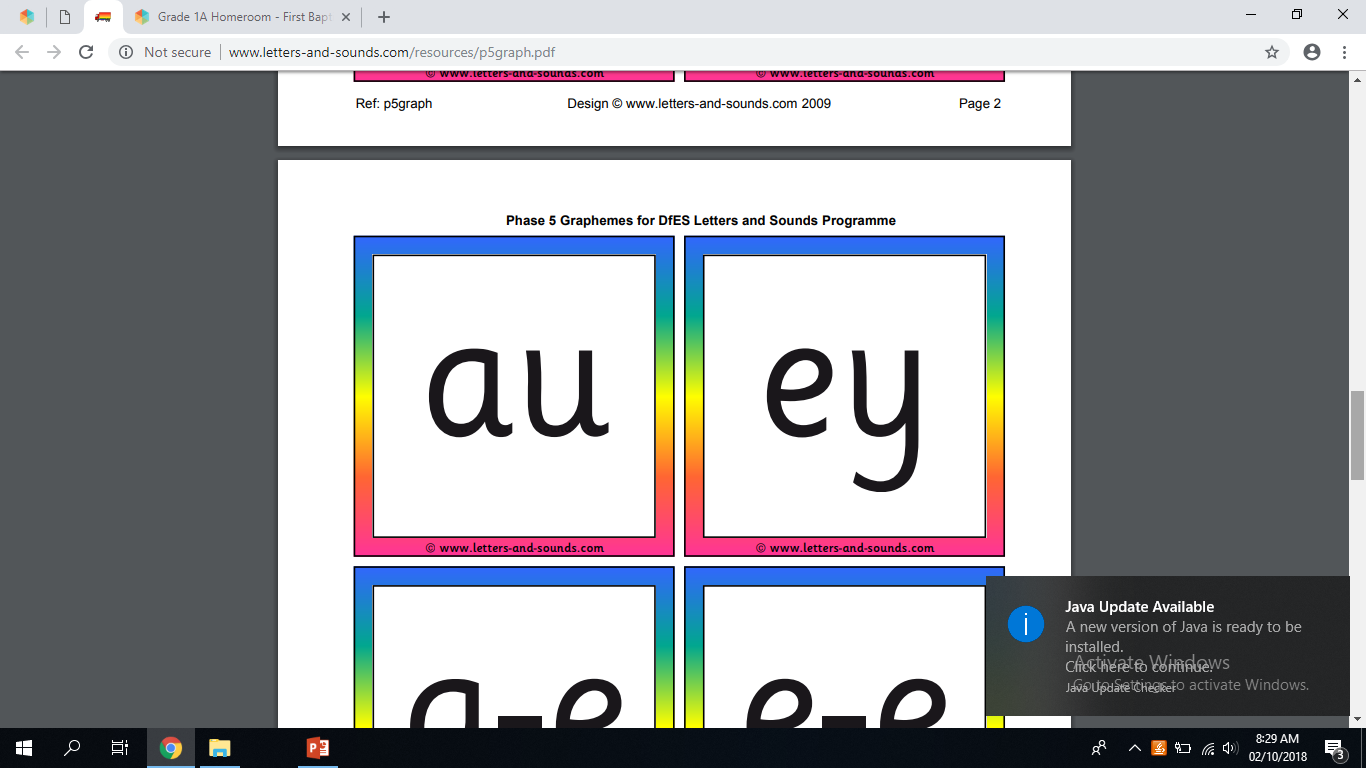 Grade 1A Homeroom - First Bapt
Not secure
www.letters-and-sounds.com/resources/p5graph.pdf
© www.letters-and-sounds.com
© www.letters-and-sounds.com
Ref: p5graph
Design © www.letters-and-sounds.com 2009
Page 2
Phase 5 Graphemes for DfES Letters and Sounds Programme
au
ey
© www.letters-and-sounds.com
© www.letters-and-sounds.com
a-e
e-e
Java Update Available
A new version of Java is ready to be
installed.
Click here to continue.
Java Update Checker
Activate Windows
Go to Settings to activate Windows.
8:29 AM
02/10/2018
3